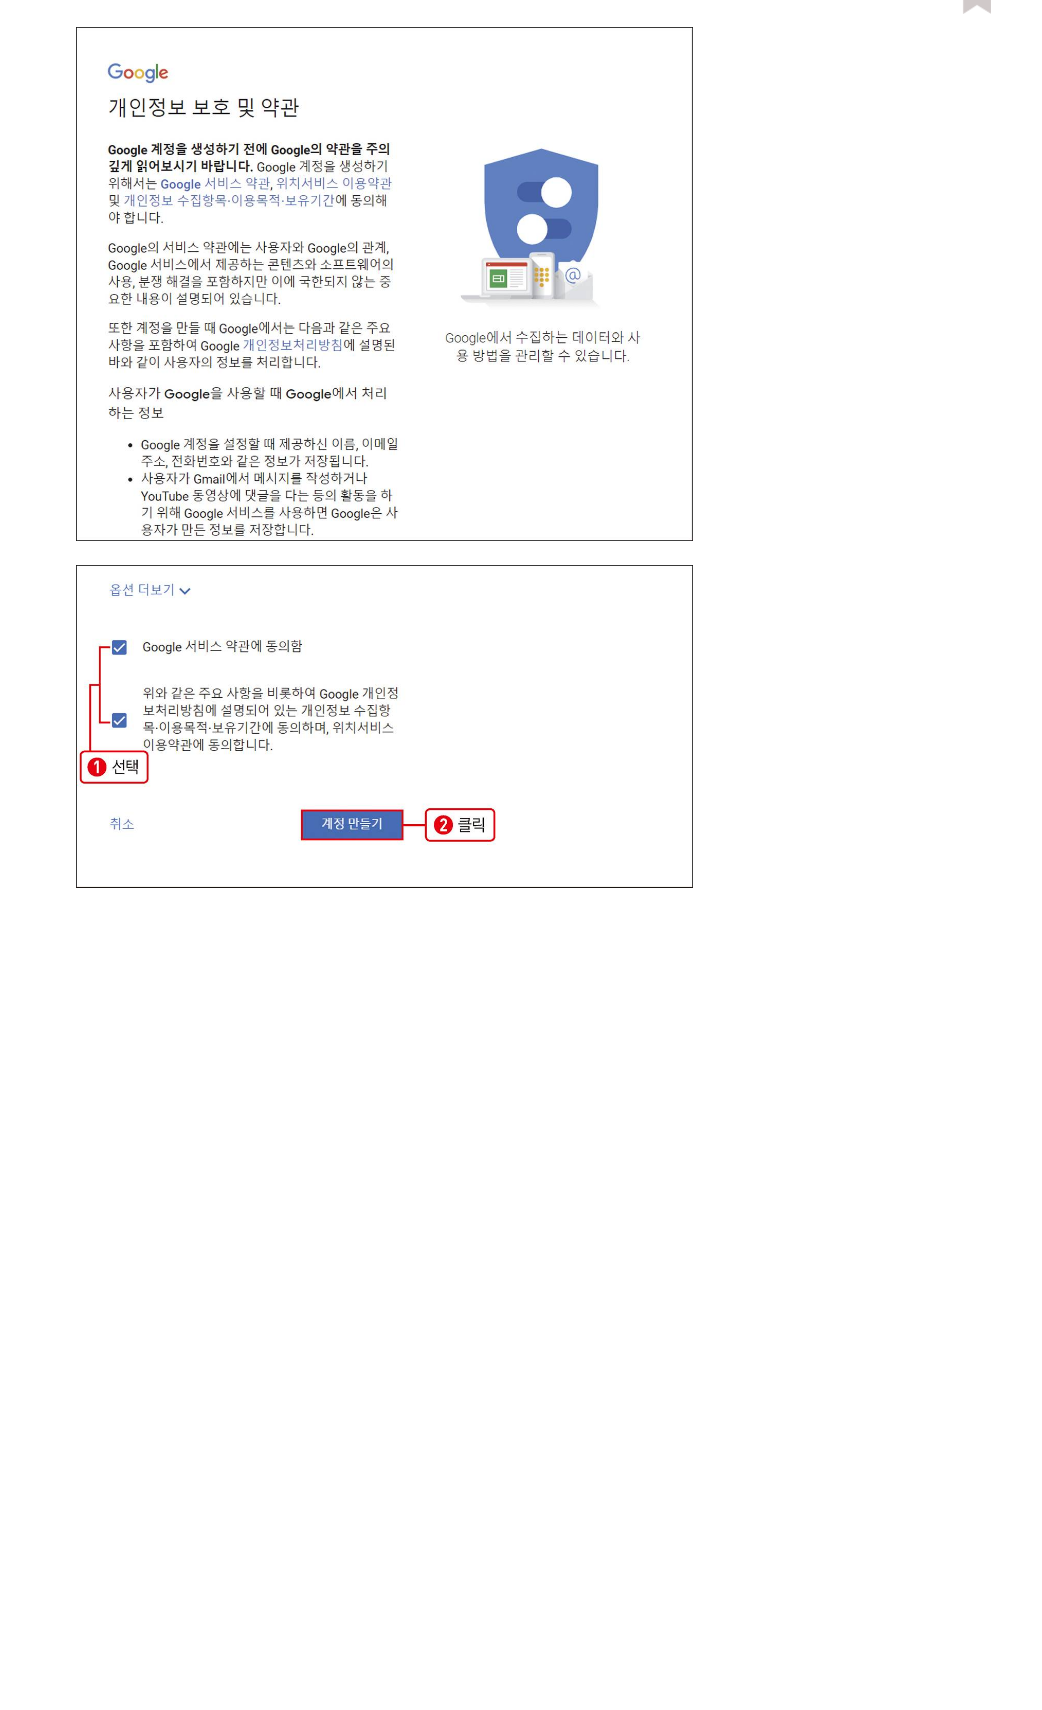 Google
개인정보 보호 및 약관
Google 계정을 생성하기 전에 Google의 약관을 주의
깊게 읽어보시기 바랍니다. Google 계정을 생성하기
위해서는 Google 서비스 약관, 위치서비스 이용약관
및 개인정보 수집항목·이용목적·보유기간에 동의해
야 합니다.
Google의 서비스 약관에는 사용자와 Google의 관계,
Google 서비스에서 제공하는 콘텐츠와 소프트웨어의
사용, 분쟁 해결을 포함하지만 이에 국한되지 않는 중
요한 내용이 설명되어 있습니다.
또한 계정을 만들 때 Google에서는 다음과 같은 주요
사항을 포함하여 Google 개인정보처리방침에 설명된
바와 같이 사용자의 정보를 처리합니다.
사용자가 Google을 사용할 때 Google에서 처리
하는 정보
• Google 계정을 설정할 때 제공하신 이름, 이메일
주소, 전화번호와 같은 정보가 저장됩니다.
• 사용자가 Gmail에서 메시지를 작성하거나
YouTube 동영상에 댓글을 다는 등의 활동을 하
기 위해 Google 서비스를 사용하면 Google은 사
용자가 만든 정보를 저장합니다.
@
Google에서 수집하는 데이터와 사
용 방법을 관리할 수 있습니다.
옵션 더보기
Google 서비스 약관에 동의함
위와 같은 주요 사항을 비롯하여 Google 개인정
보처리방침에 설명되어 있는 개인정보 수집항
목·이용목적·보유기간에 동의하며, 위치서비스
이용약관에 동의합니다.
1 선택
취소
계정 만들기
2 클릭